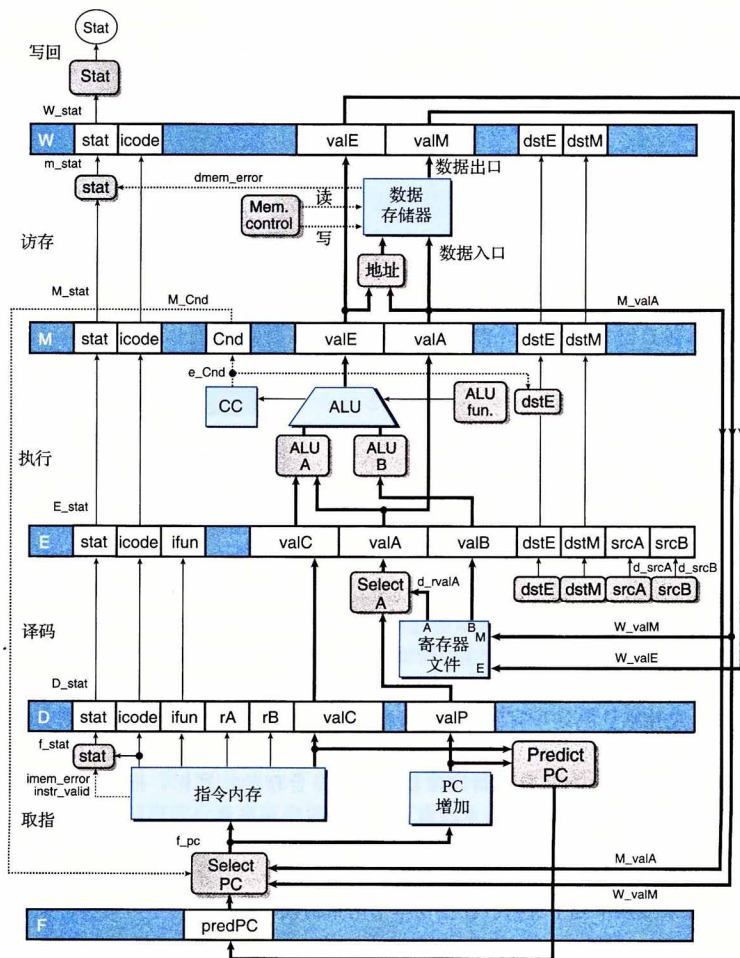 Stat
写回
Stat
W_stat
W
stat
icode
valE
valM
dstE
dstM
m_stat
数据出口
dmem_error
stat
读
数据
存储器
Mem.
control
写
数据入口
访存
地址
M_stat
M_Cnd
M_valA
M
stat
icode
Cnd
valE
valA
dstE
dstM
e_Cnd
CC
ALU
ALU
fun.
dstE
ALU
A
ALU
B
执行
E_stat
E
stat
icode
ifun
valC
valA
valB
dstE
dstM
srcA
srcB
d_srcA
d_srcB
Select
A
d_rvalA
dstE
dstM
srcA
srcB
A
B
M
寄存器
文件
E
W_valM
W_valE
译码
D_stat
D
stat
icode
ifun
rA
rB
valC
valP
f_stat
stat
Predict
PC
imem_error
instr_valid
指令内存
PC
增加
取指
f_pc
Select
PC
M_valA
W_valM
F
predPC